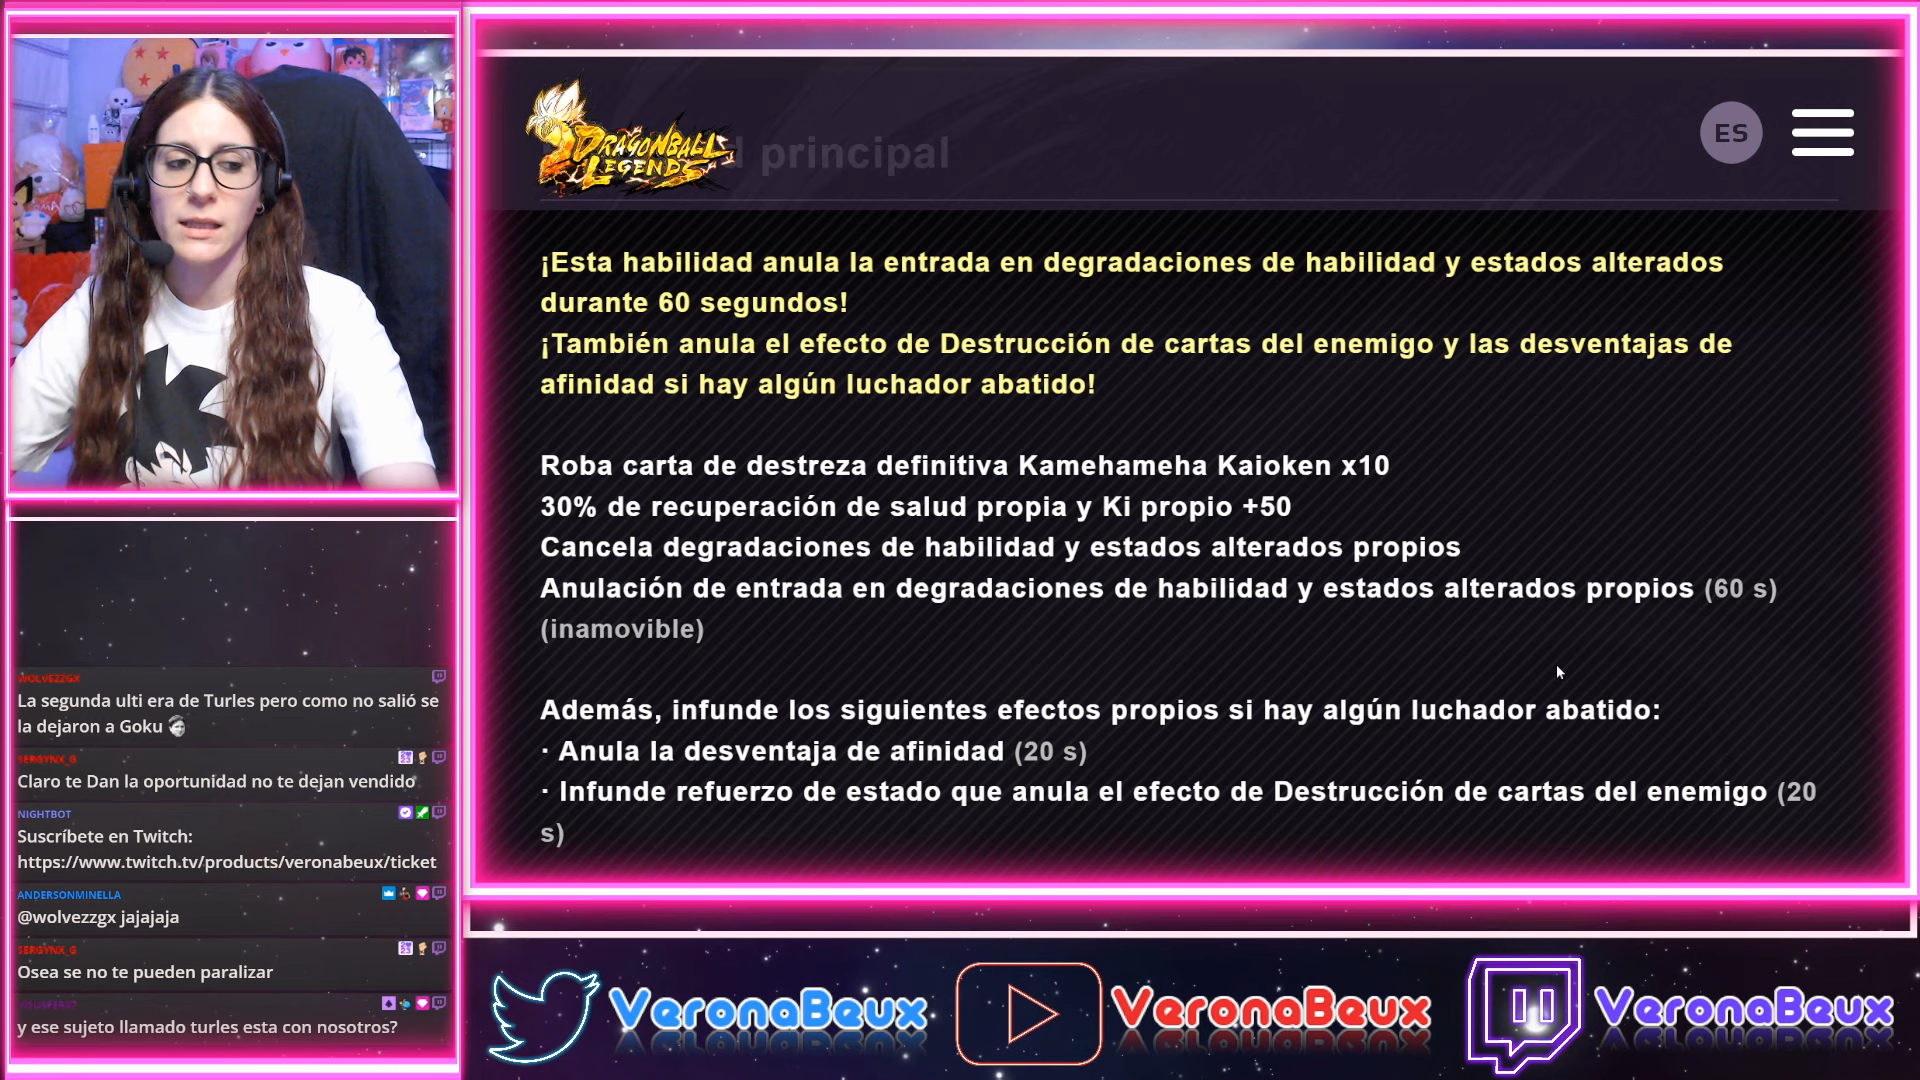 DRAGONBALL
LEGENDS
principal
ES
¡Esta habilidad anula la entrada en degradaciones de habilidad y estados alterados
durante 60 segundos!
¡También anula el efecto de Destrucción de cartas del enemigo y las desventajas de
afinidad si hay algún luchador abatido!
Roba carta de destreza definitiva Kamehameha Kaioken x10
30% de recuperación de salud propia y Ki propio +50
Cancela degradaciones de habilidad y estados alterados propios
Anulación de entrada en degradaciones de habilidad y estados alterados propios (60 s)
(inamovible)
Además, infunde los siguientes efectos propios si hay algún luchador abatido:
· Anula la desventaja de afinidad (20 s)
· Infunde refuerzo de estado que anula el efecto de Destrucción de cartas del enemigo (20
s)
WOLVEZZGX
La segunda ulti era de Turles pero como no salió se
la dejaron a Goku
SERGYNX_G
Claro te Dan la oportunidad no te dejan vendido
NIGHTBOT
Suscríbete en Twitch:
https://www.twitch.tv/products/veronabeux/ticket
ANDERSONMINELLA
@wolvezzgx jajajaja
SERGYNX_G
Osea se no te pueden paralizar
y ese sujeto llamado turles esta con nosotros?
VeronaBeux
VeronaBeux
VeronaBeux